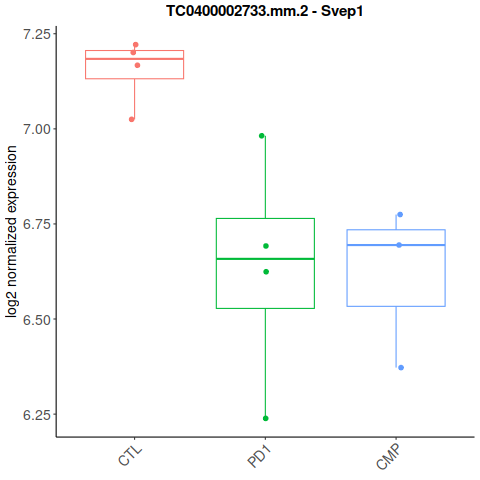 TC0400002733.mm.2 - Svep1
log2 normalized expression
7.25
7.00
6.75
6.50
6.25
CTL
PD1
CMP